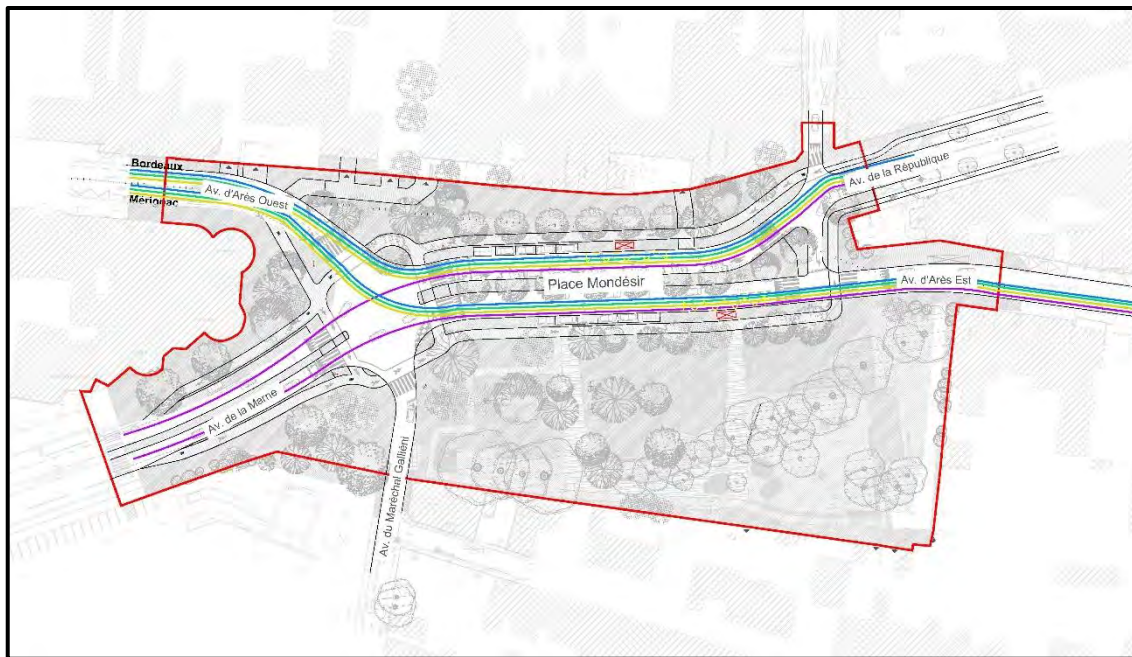 Bordeaux
Av. d'Arès Ouest
Mérignac
Av. de la République
Place Mondésir
Av. d'Arès Est
Av. de la Marne
Av. du Maréchal Galliéni